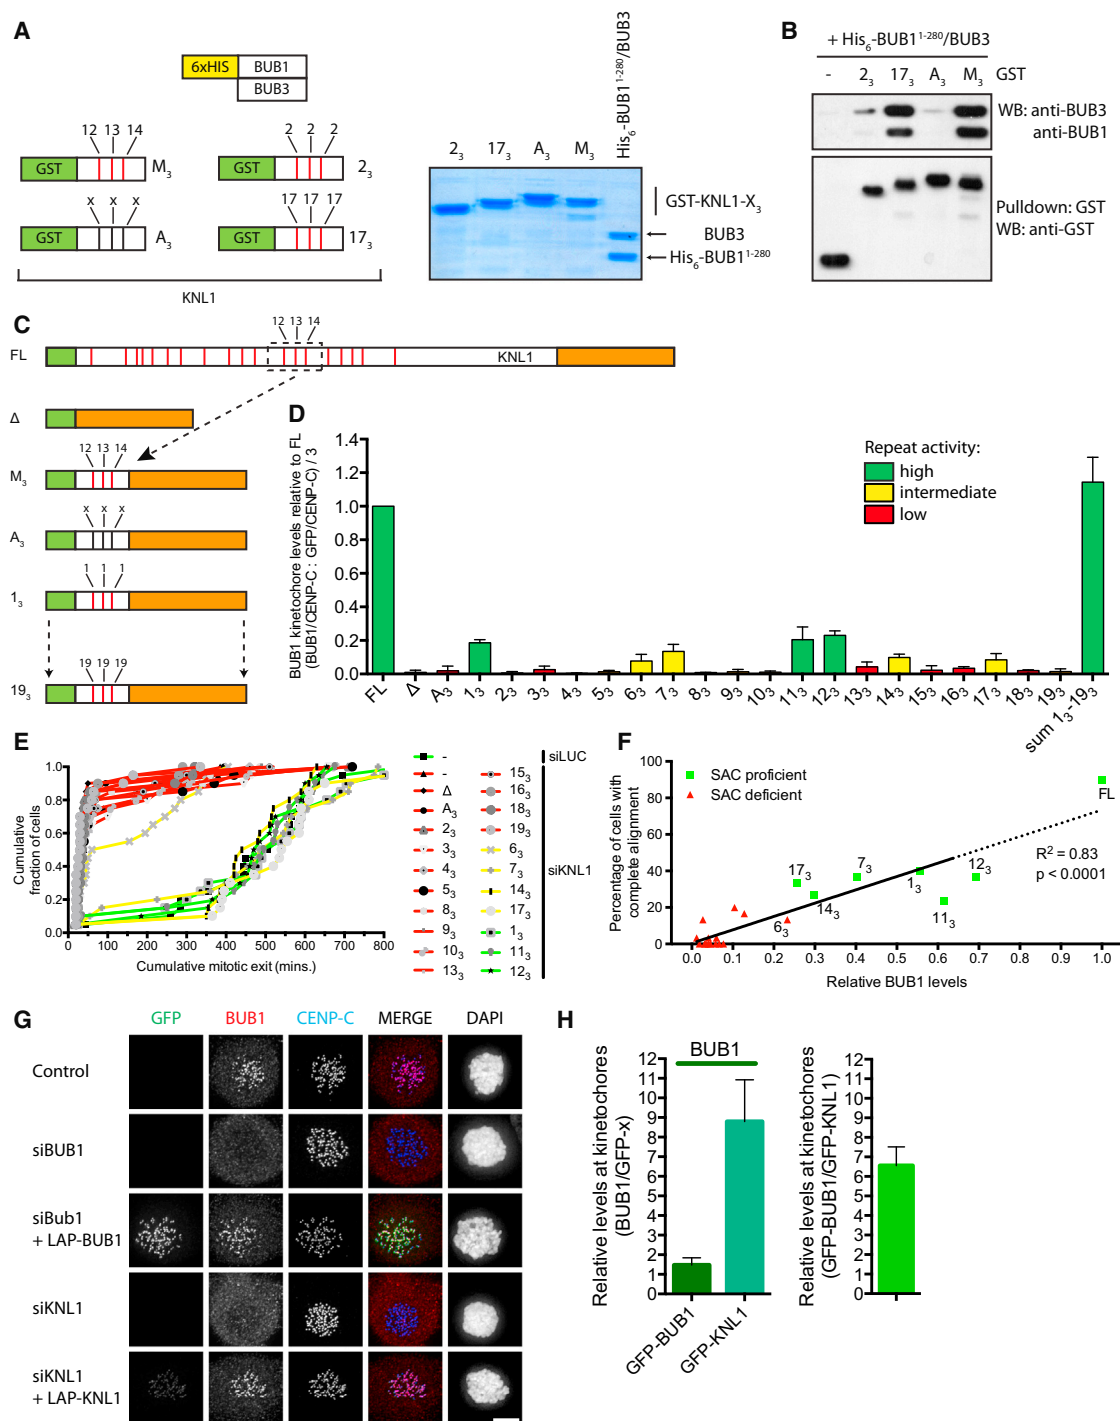 A
6xHIS
BUB1
BUB3
12 13 14
GST
M3
2 2 2
GST
23
x x x
GST
A3
17 17 17
GST
173
KNL1
23 173 A3 M3 His6-BUB1 1-280/BUB3
GST-KNL1-X3
BUB3
His6-BUB1 1-280
B
+ His6-BUB1 1-280/BUB3
- 23 173 A3 M3 GST
WB: anti-BUB3
anti-BUB1
Pulldown: GST
WB: anti-GST
C
12 13 14
FL
KNL1
Δ
12 13 14
M3
x x x
A3
1 1 1
13
19 19 19
193
D
BUB1 kinetochore levels relative to FL
(BUB1/CENP-C : GFP/CENP-C) / 3
1.4
1.2
1.0
0.8
0.6
0.4
0.2
0.0
Repeat activity:
high
intermediate
low
FL Δ A3 13 23 33 43 53 63 73 83 93 103 113 123 133 143 153 163 173 183 193 sum 13-193
E
Cumulative
fraction of cells
1.0
0.8
0.6
0.4
0.2
0.0
0 100 200 300 400 500 600 700 800
Cumulative mitotic exit (mins.)
-
-
Δ
A3
23
33
43
53
83
93
103
133
153
163
183
193
63
73
143
173
13
113
123
siLUC
siKNL1
F
Percentage of cells with
complete alignment
100
80
60
40
20
0
SAC proficient
SAC deficient
FL
R2 = 0.83
p < 0.0001
173
73
123
13
143
63
113
0.0 0.1 0.2 0.3 0.4 0.5 0.6 0.7 0.8 0.9 1.0
Relative BUB1 levels
G
GFP BUB1 CENP-C MERGE DAPI
Control
siBUB1
siBub1
+ LAP-BUB1
siKNL1
siKNL1
+ LAP-KNL1
H
Relative levels at kinetochores
(BUB1/GFP-x)
BUB1
12
11
10
9
8
7
6
5
4
3
2
1
0
GFP-BUB1
GFP-KNL1
Relative levels at kinetochores
(GFP-BUB1/GFP-KNL1)
12
11
10
9
8
7
6
5
4
3
2
1
0